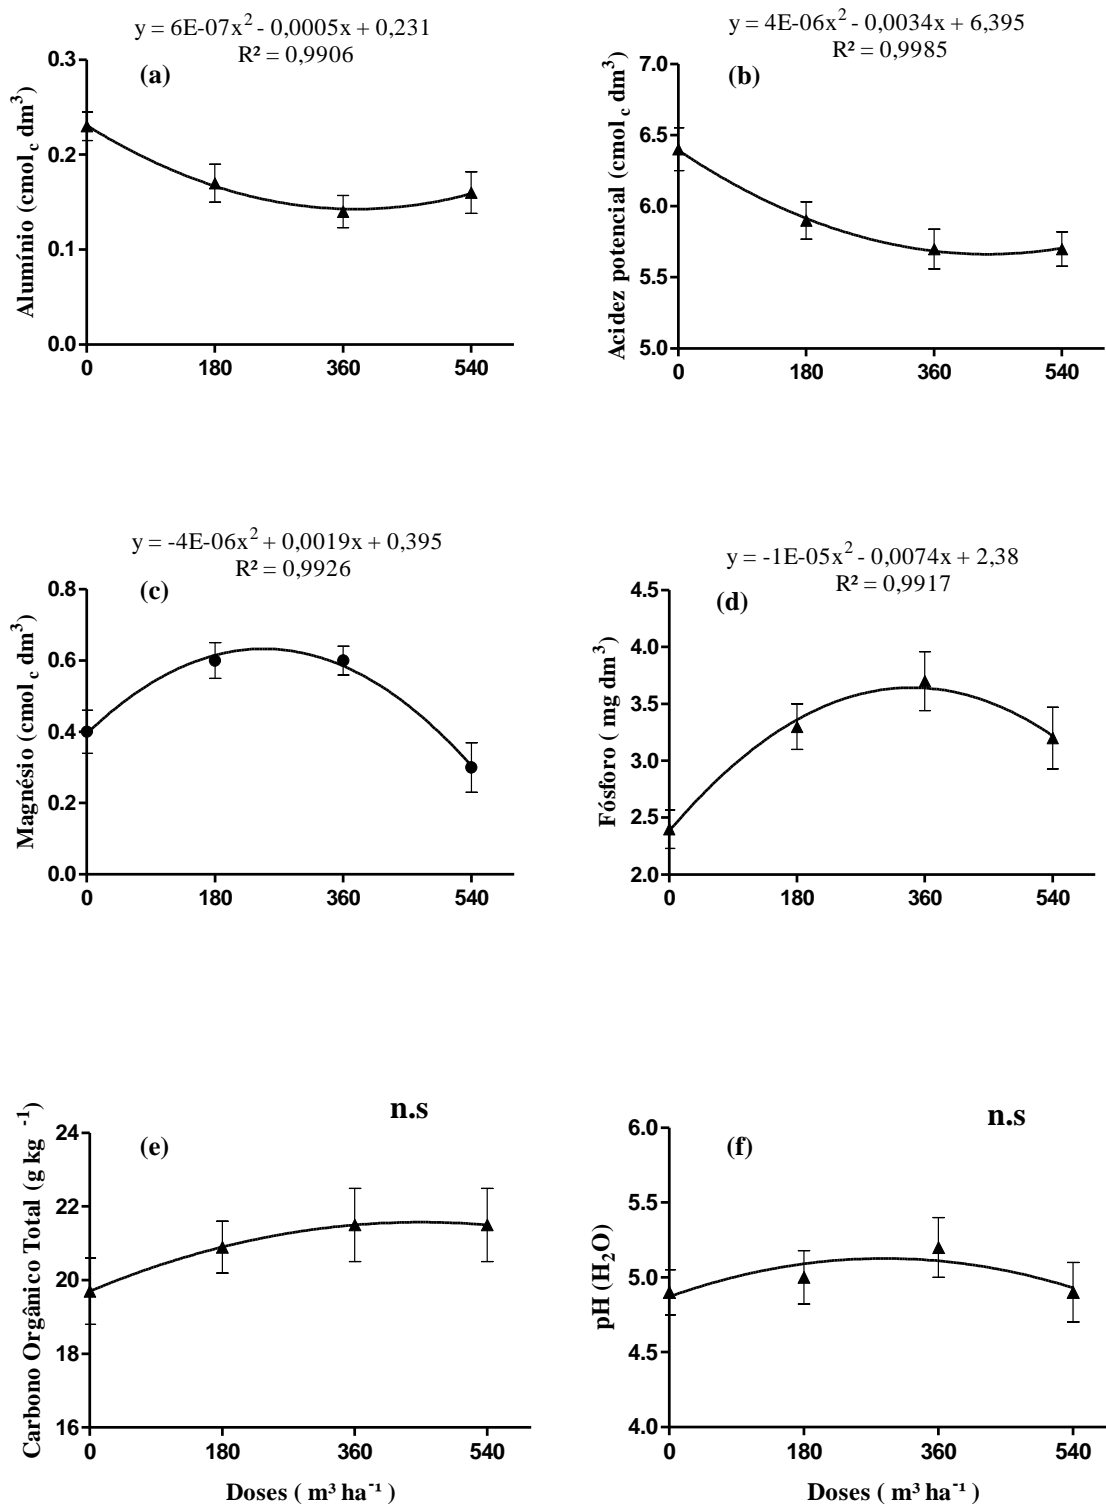 y = 6E-07x² - 0,0005x + 0,231
R² = 0,9906
(a)
Alumínio (cmol c dm³)
0.3
0.2
0.1
0.0
0 180 360 540
y = 4E-06x² - 0,0034x + 6,395
R² = 0,9985
(b)
Acidez potencial (cmol c dm³)
7.0
6.5
6.0
5.5
5.0
0 180 360 540
y = -4E-06x² + 0,0019x + 0,395
R² = 0,9926
(c)
Magnésio (cmol c dm³)
0.8
0.6
0.4
0.2
0.0
0 180 360 540
y = -1E-05x² - 0,0074x + 2,38
R² = 0,9917
(d)
Fósforo ( mg dm³)
4.5
4.0
3.5
3.0
2.5
2.0
0 180 360 540
n.s
(e)
Carbono Orgânico Total (g kg ⁻¹)
24
22
20
18
16
0 180 360 540
Doses ( m³ ha⁻¹ )
n.s
(f)
pH (H₂O)
6.0
5.5
5.0
4.5
4.0
0 180 360 540
Doses ( m³ ha⁻¹ )